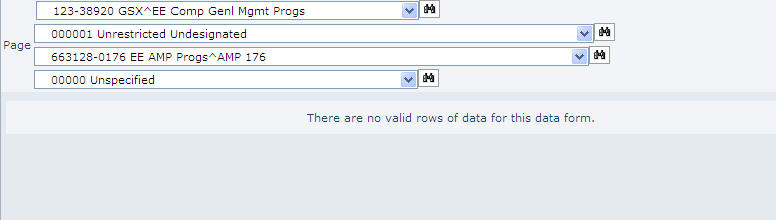 123-38920 GSX^EE Comp Genl Mgmt Progs
000001 Unrestricted Undesignated
Page
663128-0176 EE AMP Progs^AMP 176
00000 Unspecified
There are no valid rows of data for this data form.